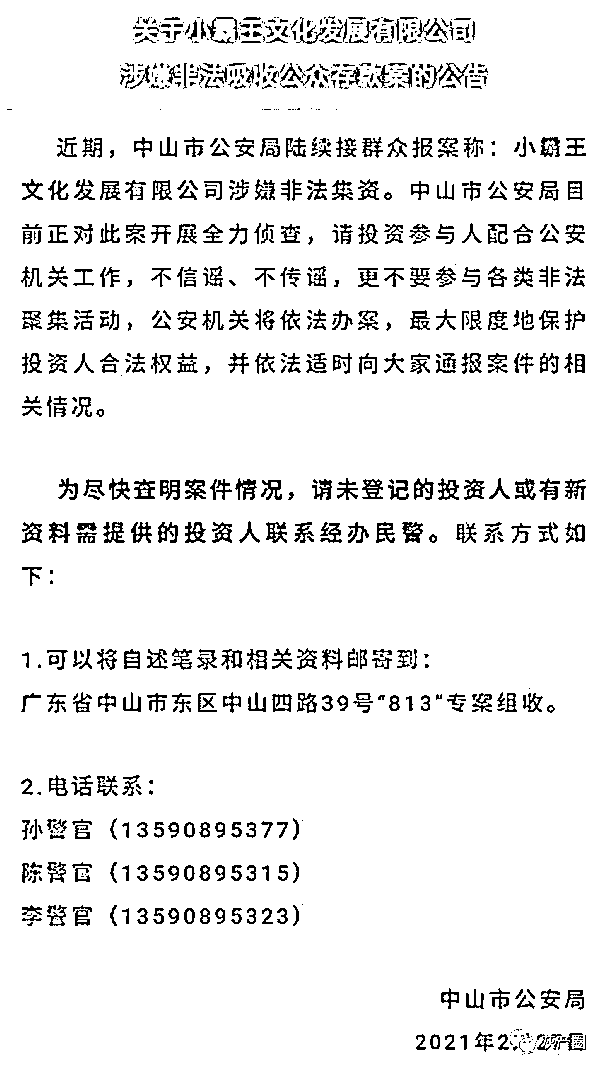 关于小霸王文化发展有限公司
涉嫌非法吸收公众存款案的公告
近期，中山市公安局陆续接群众报案称：小霸王
文化发展有限公司涉嫌非法集资。中山市公安局目
前正对此案开展全力侦查，请投资参与人配合公安
机关工作，不信谣、不传谣，更不要参与各类非法
聚集活动，公安机关将依法办案，最大限度地保护
投资人合法权益，并依法适时向大家通报案件的相
关情况。
为尽快查明案件情况，请未登记的投资人或有新
资料需提供的投资人联系经办民警。联系方式如
下：
1.可以将自述笔录和相关资料邮寄到：
广东省中山市东区中山四路39号“813”专案组收。
2.电话联系：
孙警官（13590895377）
陈警官（13590895315）
李警官（13590895323）
中山市公安局
2021年2月27日